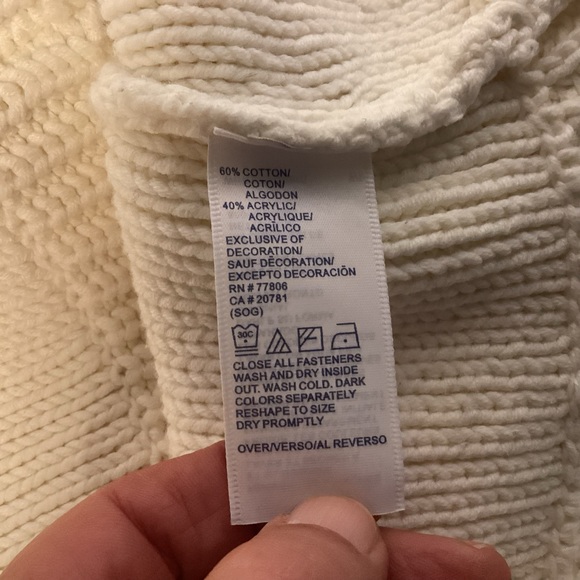 60% COTTON/
COTON/
ALGODON
40% ACRYLIC/
ACRYLIQUE/
ACRÍLICO
EXCLUSIVE OF
DECORATION/
SAUF DĖCORATION/
EXCEPTO DECORACIÓN
RN # 77806
CA # 20781
(SOG)
30C
CLOSE ALL FASTENERS
WASH AND DRY INSIDE
OUT. WASH COLD. DARK
COLORS SEPARATELY
RESHAPE TO SIZE
DRY PROMPTLY
OVER/VERSO/AL REVERSO